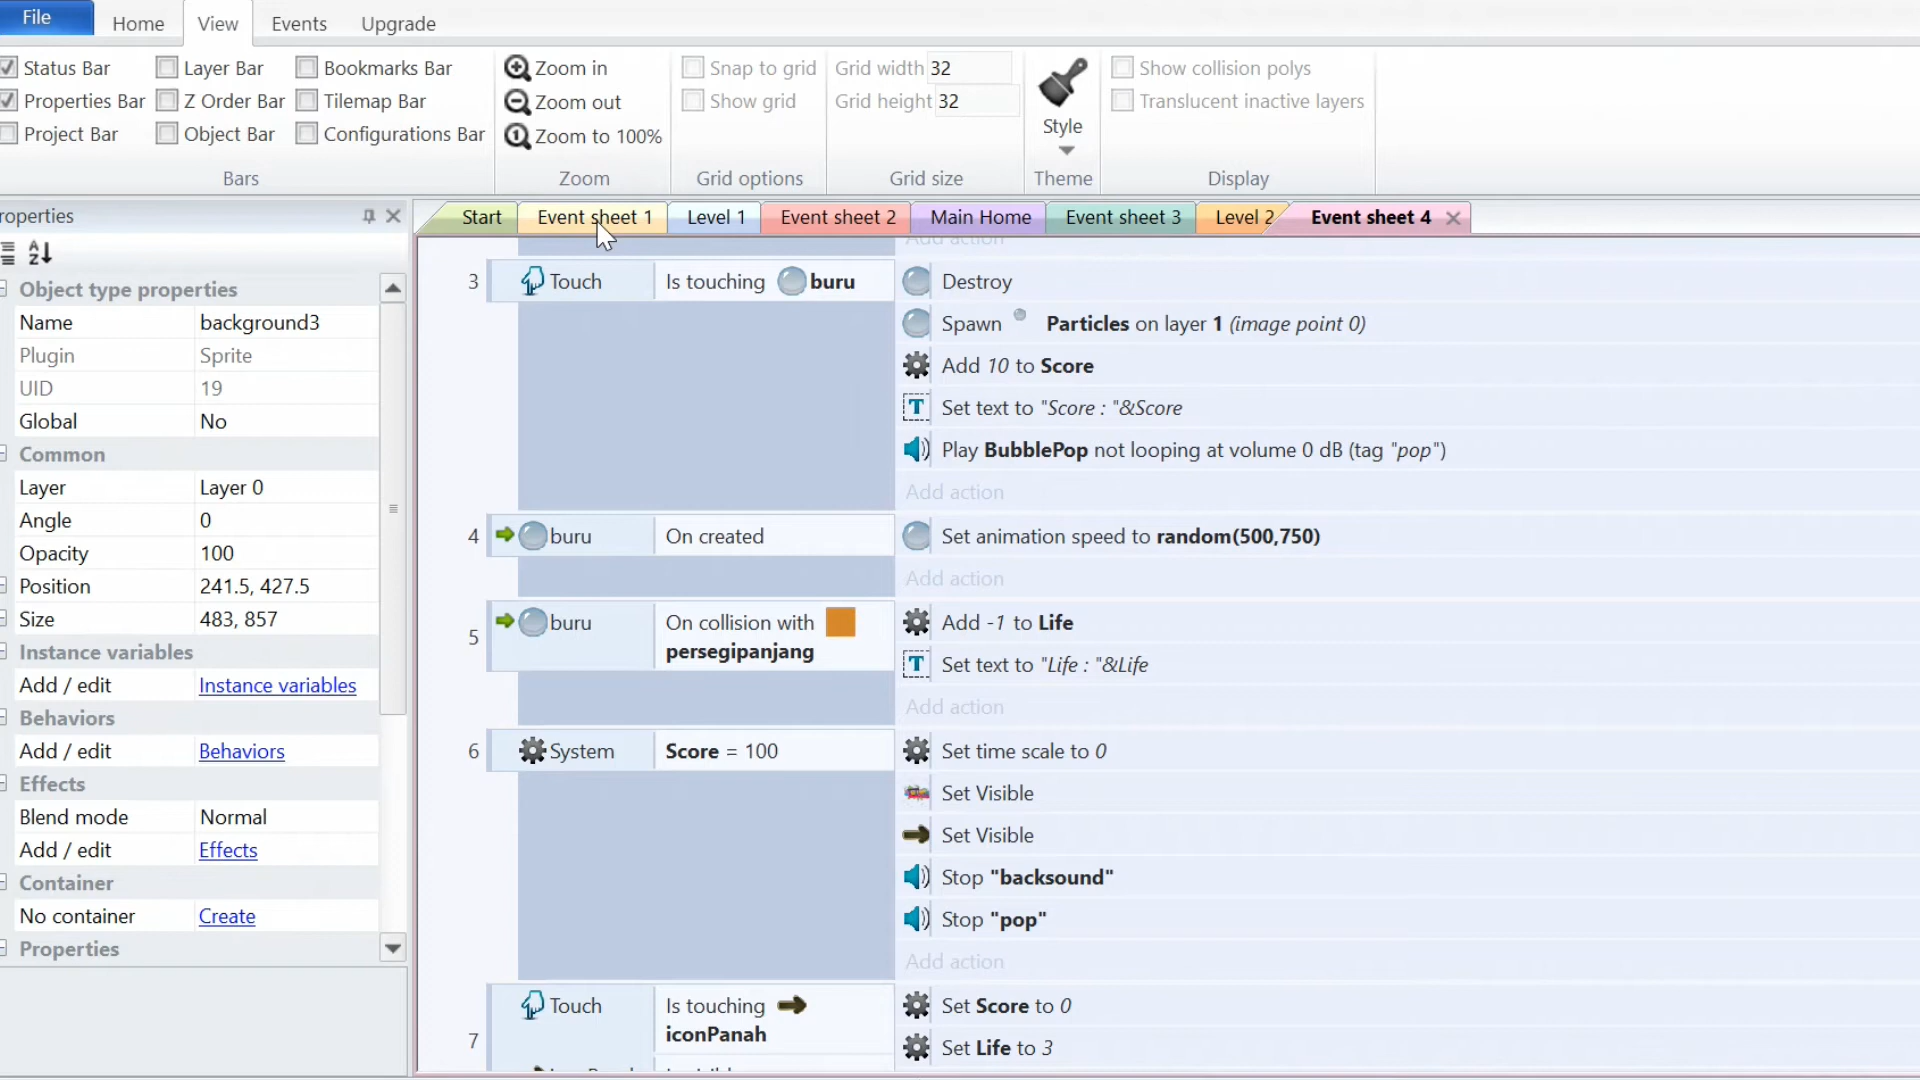 File
Home
View
Events
Upgrade
Status Bar
Layer Bar
Bookmarks Bar
Properties Bar
Z Order Bar
Tilemap Bar
Project Bar
Object Bar
Configurations Bar
Bars
Zoom in
Zoom out
Zoom to 100%
Zoom
Snap to grid
Show grid
Grid options
Grid width 32
Grid height 32
Grid size
Style
Theme
Show collision polys
Translucent inactive layers
Display
roperties
Start
Event sheet 1
Level 1
Event sheet 2
Main Home
Event sheet 3
Level 2
Event sheet 4
Object type properties
Name background3
Plugin Sprite
UID 19
Global No
Common
Layer Layer 0
Angle 0
Opacity 100
Position 241.5, 427.5
Size 483, 857
Instance variables
Add / edit Instance variables
Behaviors
Add / edit Behaviors
Effects
Blend mode Normal
Add / edit Effects
Container
No container Create
Properties
Add action
3 Touch Is touching buru Destroy
Spawn Particles on layer 1 (image point 0)
Add 10 to Score
T Set text to "Score : "&Score
Play BubblePop not looping at volume 0 dB (tag "pop")
Add action
4 buru On created Set animation speed to random(500,750)
Add action
5 buru On collision with persegipanjang Add -1 to Life
T Set text to "Life : "&Life
Add action
6 System Score = 100 Set time scale to 0
Set Visible
Set Visible
Stop "backsound"
Stop "pop"
Add action
7 Touch Is touching iconPanah Set Score to 0
Set Life to 3